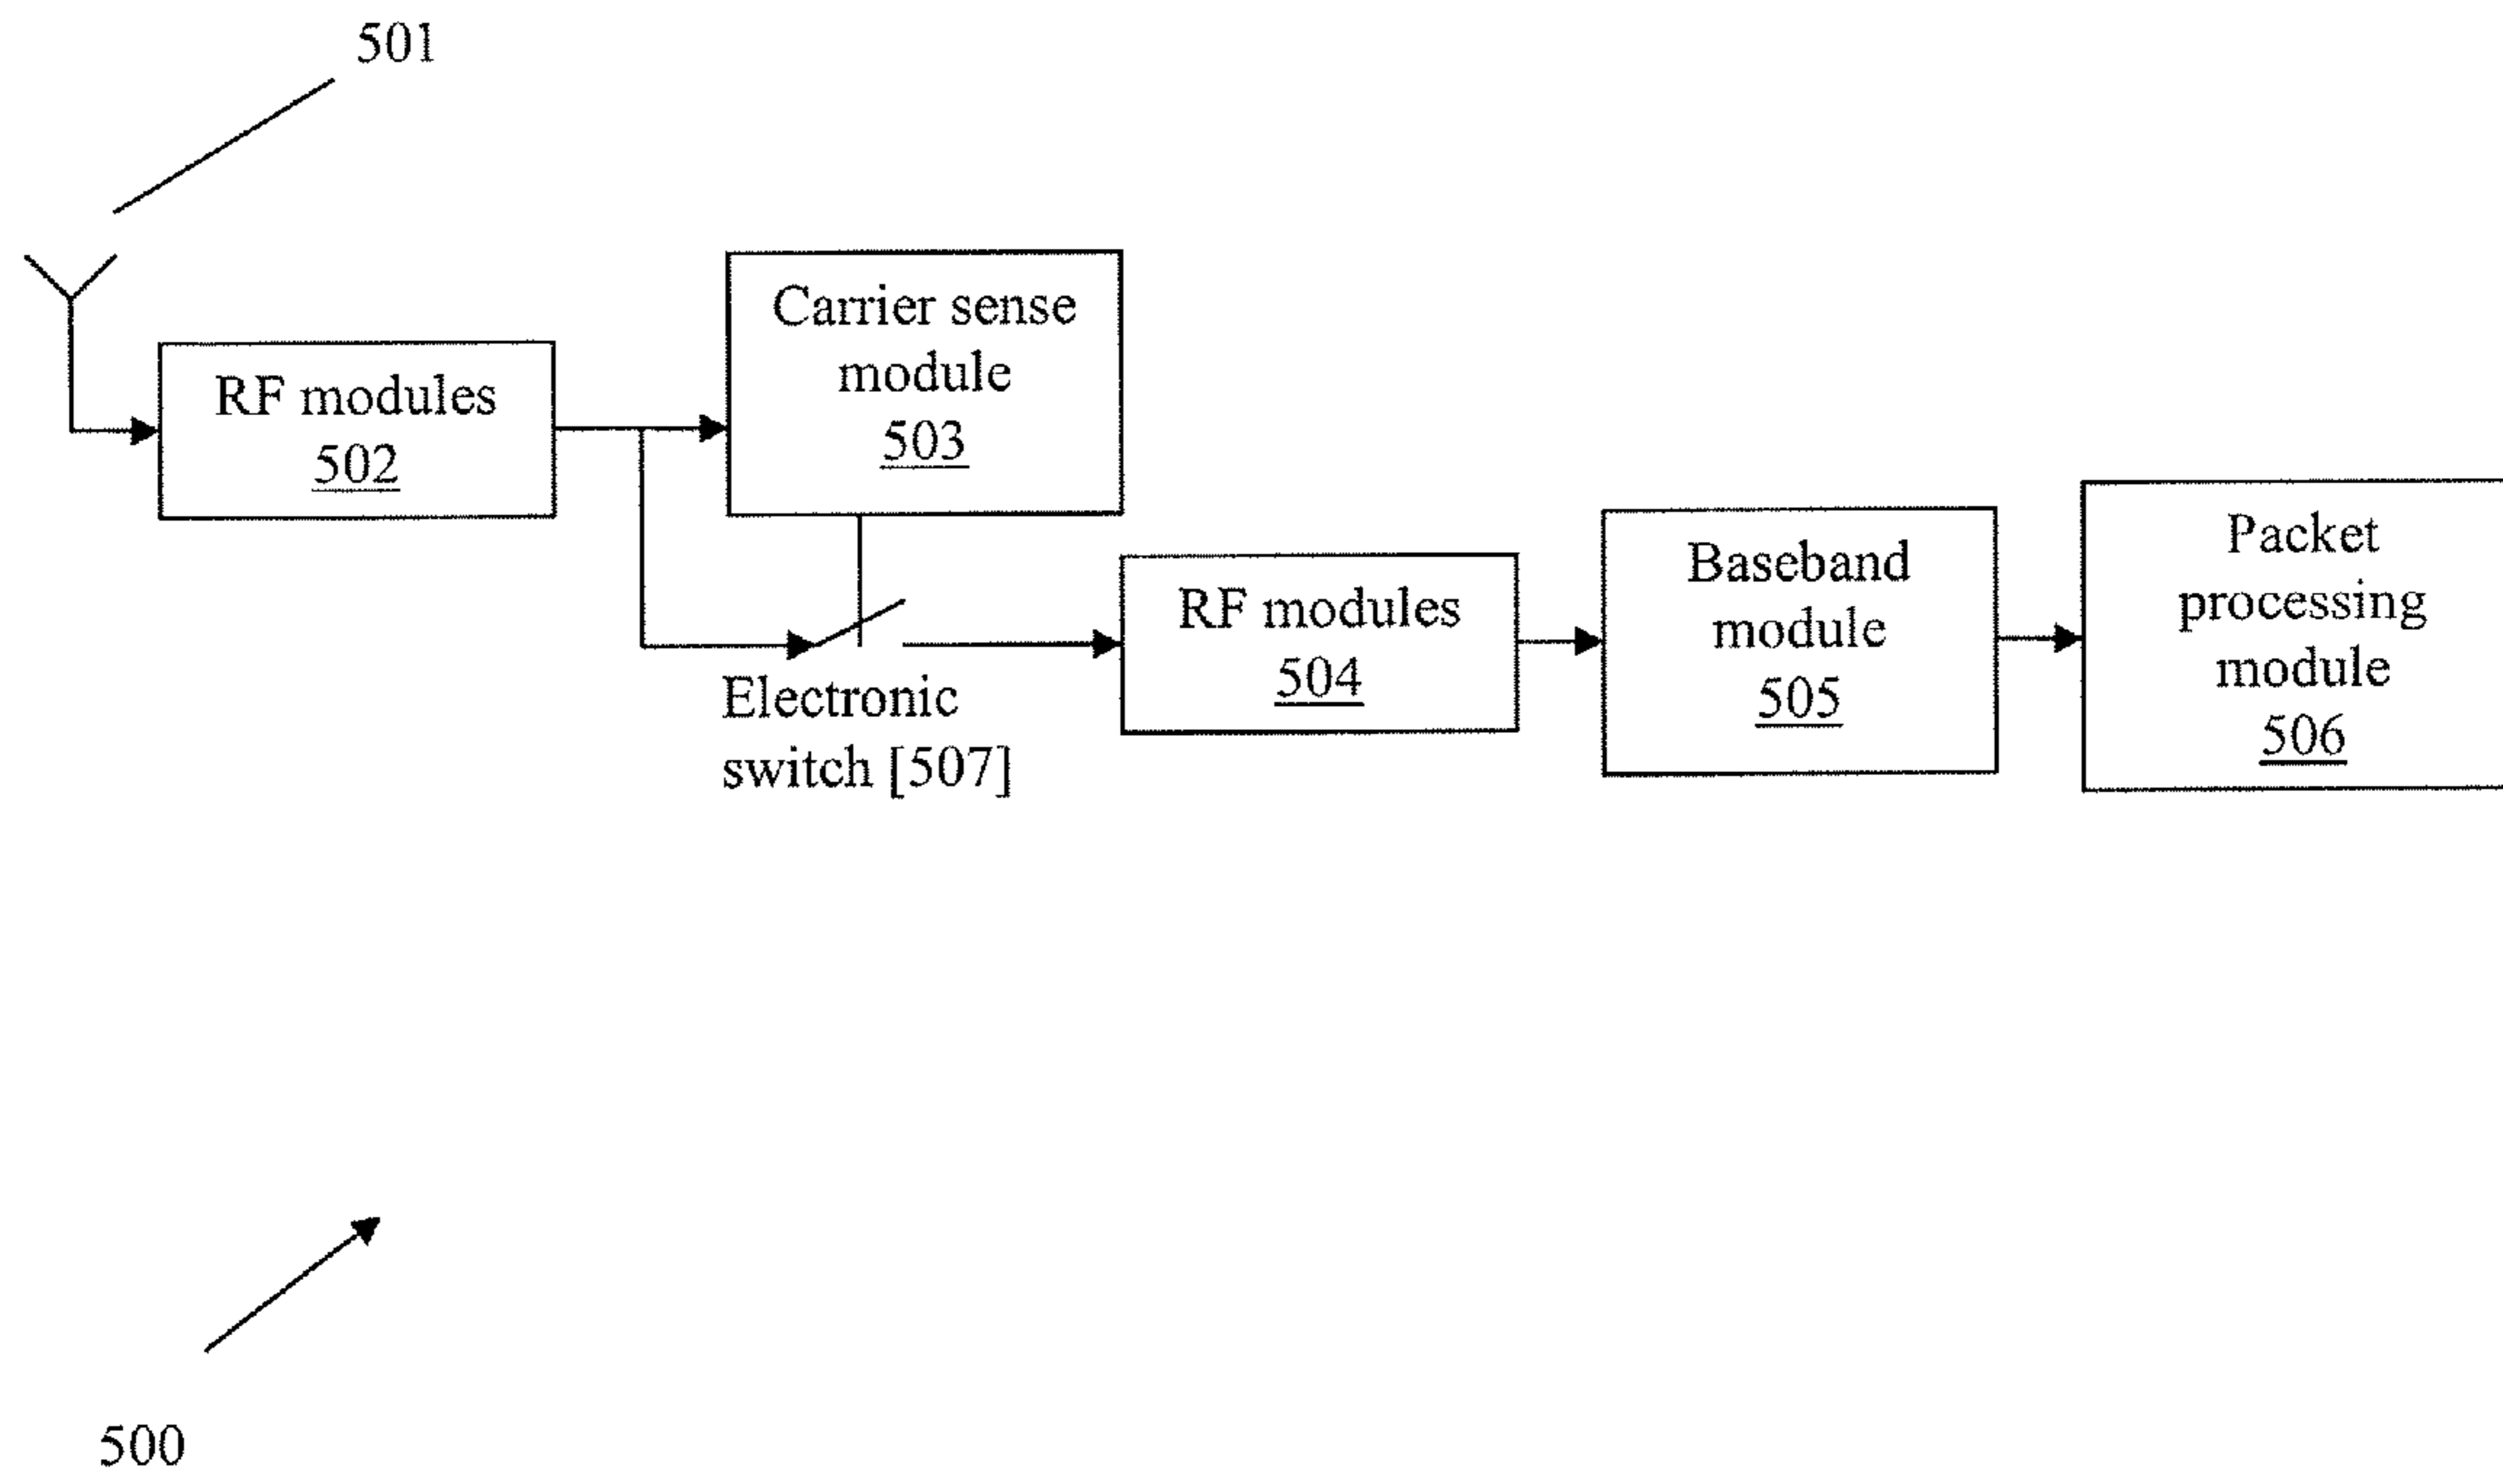 501
RF modules
502
Carrier sense
module
503
Electronic
switch [507]
RF modules
504
Baseband
module
505
Packet
processing
module
506
500